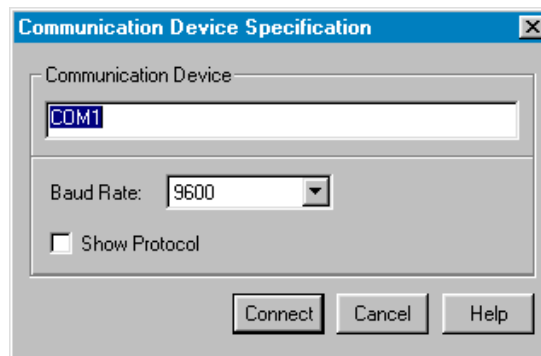 Communication Device Specification
Communication Device
COM1
Baud Rate: 9600
Show Protocol
Connect Cancel Help